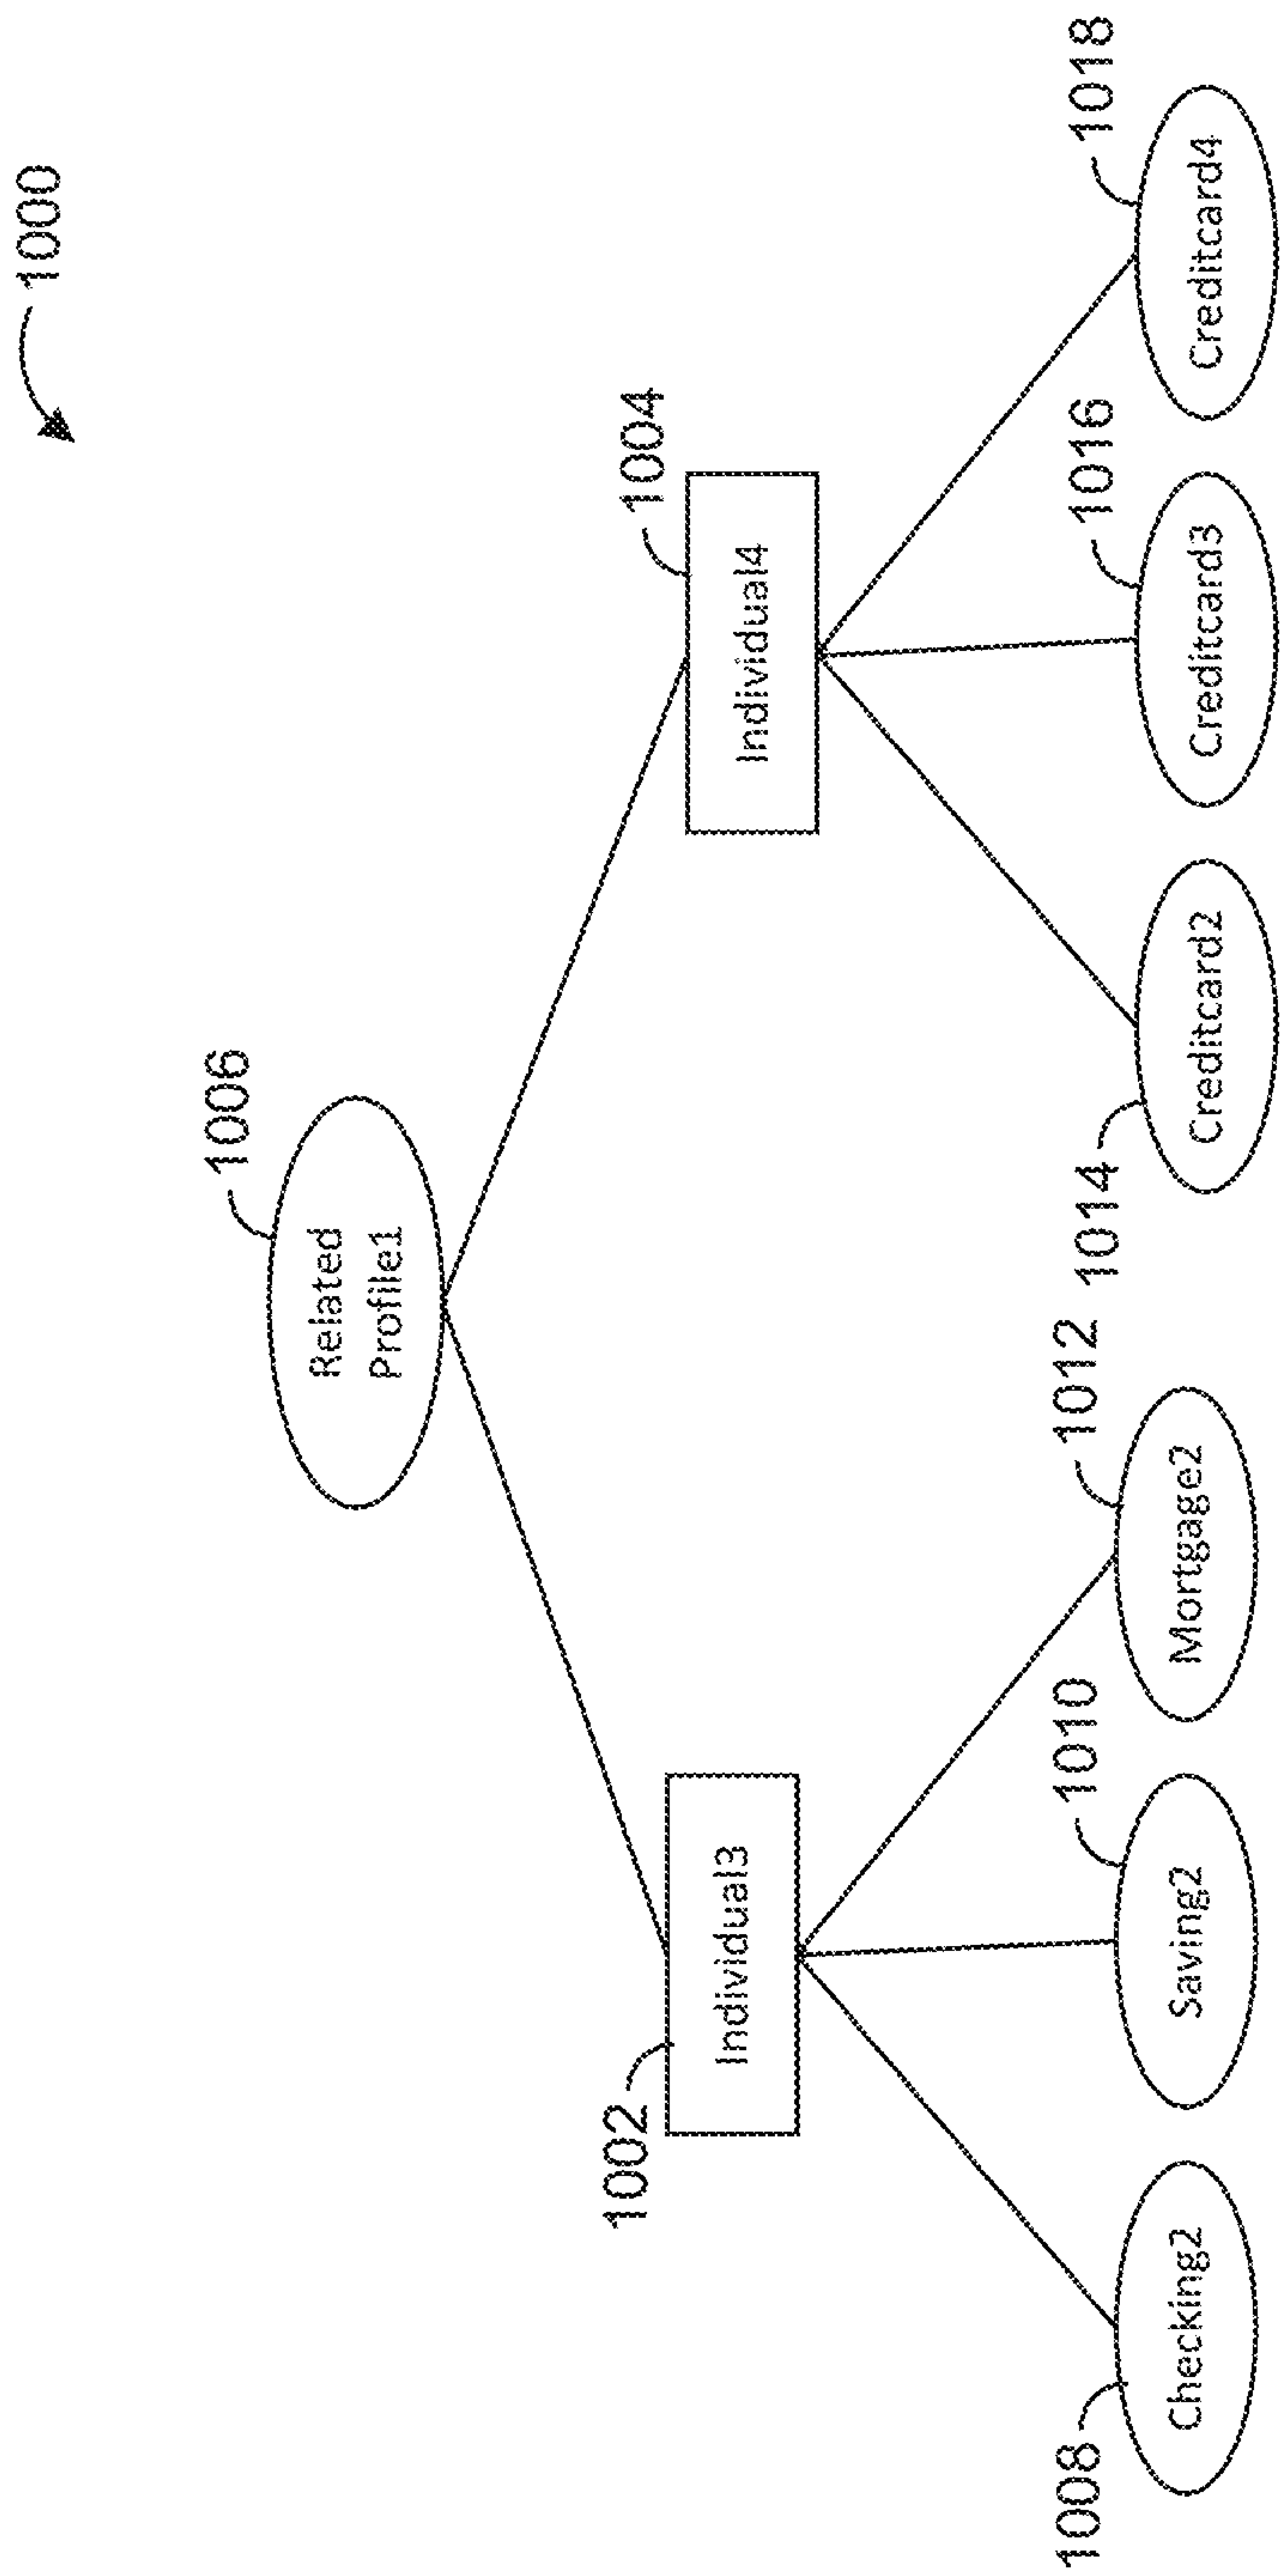 1000
1006
Related
Profile1
1002
Individual3
1004
Individual4
1008
Checking2
1010
Saving2
1012
Mortgage2
1014
Creditcard2
1016
Creditcard3
1018
Creditcard4